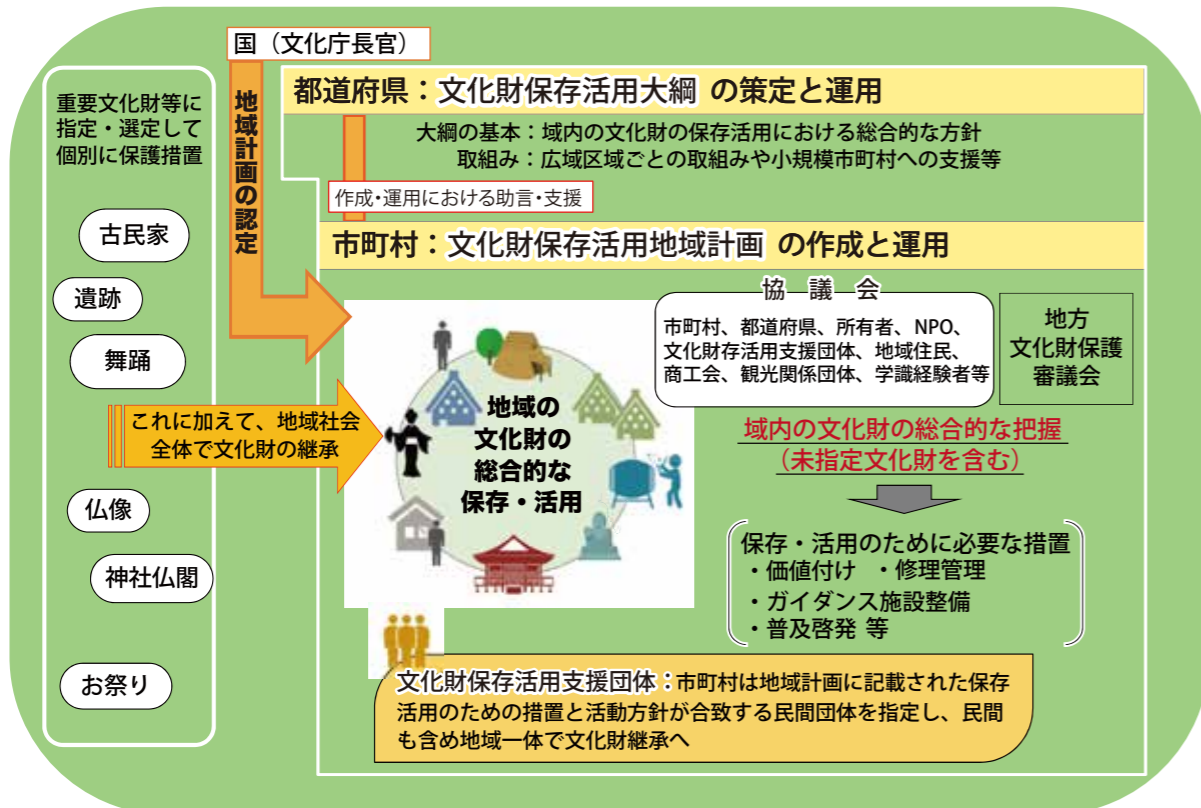 国（文化庁長官）
地域計画の認定
重要文化財等に
指定・選定して
個別に保護措置
古民家
遺跡
舞踊
これに加えて、地域社会
全体で文化財の継承
仏像
神社仏閣
お祭り
都道府県：文化財保存活用大綱 の策定と運用
大綱の基本：域内の文化財の保存活用における総合的な方針
取組み：広域区域ごとの取組みや小規模市町村への支援等
作成・運用における助言・支援
市町村：文化財保存活用地域計画 の作成と運用
地域の
文化財の
総合的な
保存・活用
協 議 会
市町村、都道府県、所有者、NPO、
文化財存活用支援団体、地域住民、
商工会、観光関係団体、学識経験者等
地方
文化財保護
審議会
域内の文化財の総合的な把握
（未指定文化財を含む）
保存・活用のために必要な措置
・価値付け ・修理管理
・ガイダンス施設整備
・普及啓発 等
文化財保存活用支援団体：市町村は地域計画に記載された保存
活用のための措置と活動方針が合致する民間団体を指定し、民間
も含め地域一体で文化財継承へ